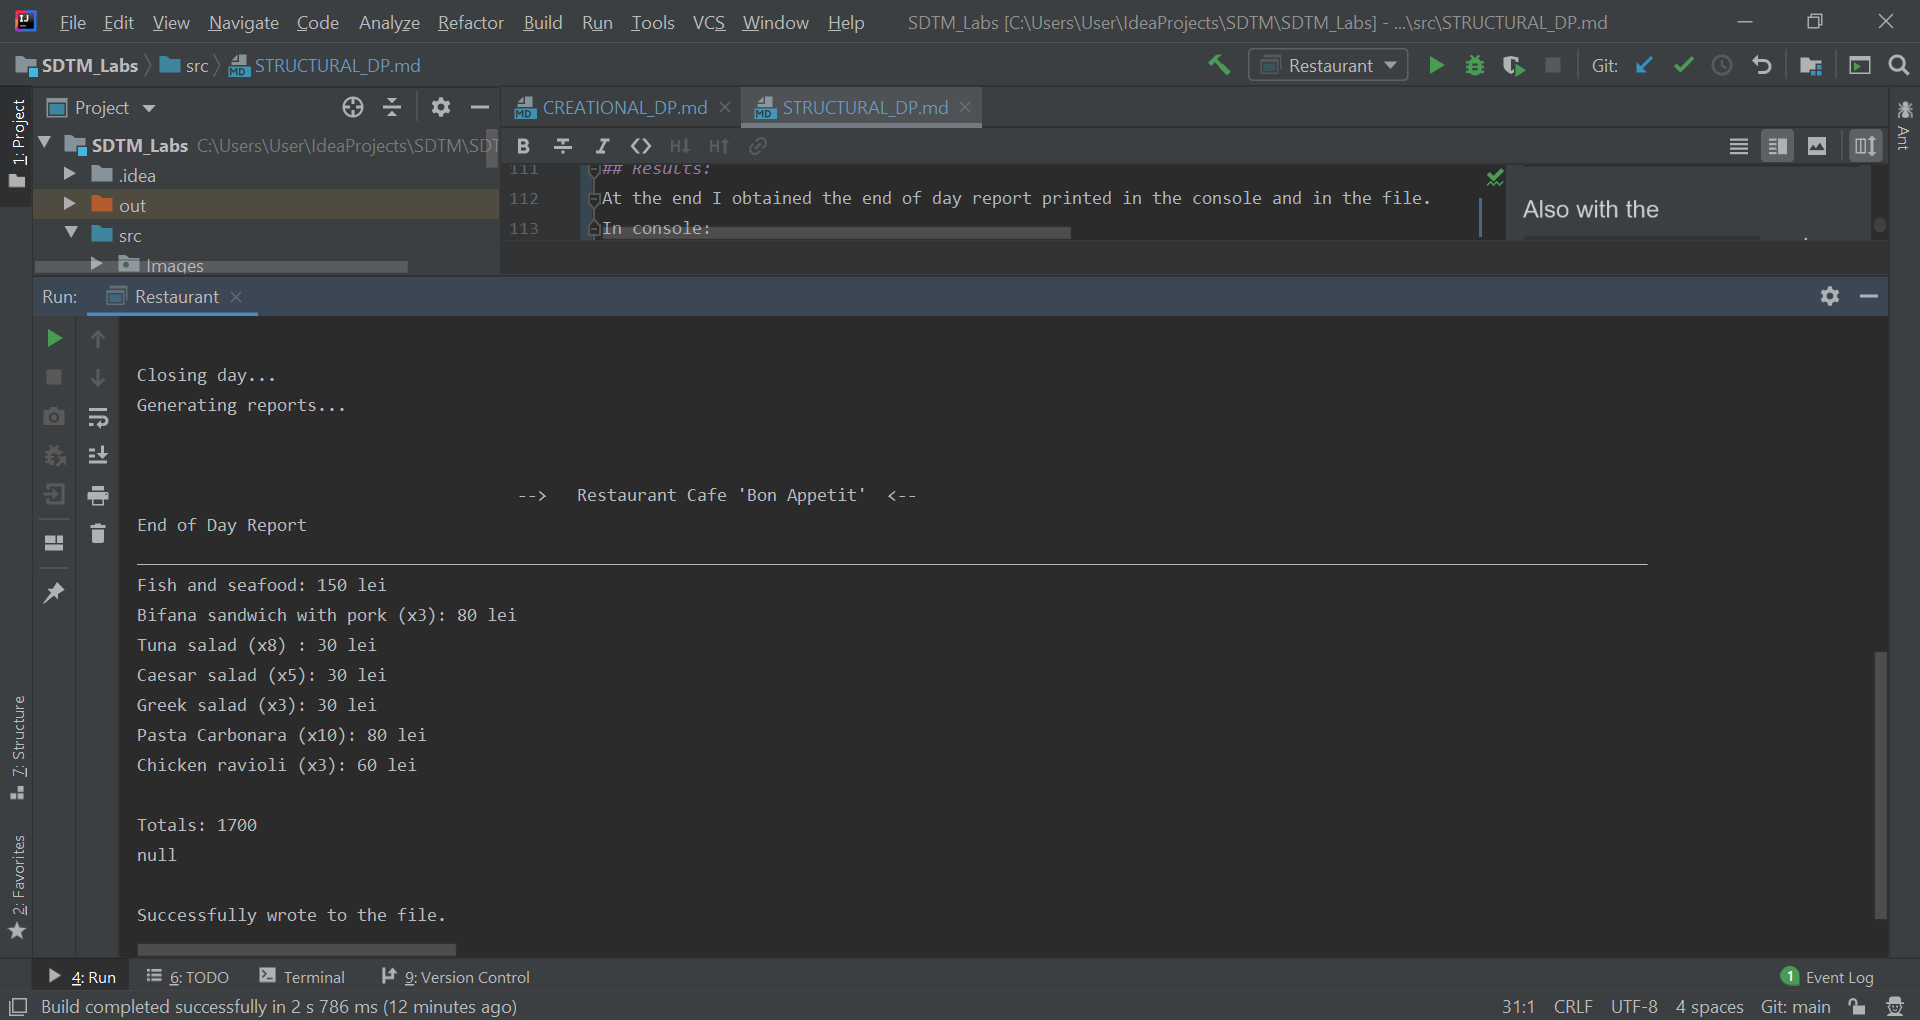 File Edit View Navigate Code Analyze Refactor Build Run Tools VCS Window Help SDTM_Labs [C:\Users\User\IdeaProjects\SDTM\SDTM_Labs] - ...\src\STRUCTURAL_DP.md
SDTM_Labs src STRUCTURAL_DP.md Restaurant Git:
Project CREATIONAL_DP.md STRUCTURAL_DP.md
1: Project
Ant
SDTM_Labs C:\Users\User\IdeaProjects\SDTM\SDT
.idea
out
src
Images
111 ## Results:
112 At the end I obtained the end of day report printed in the console and in the file.
113 In console:
Also with the
Run: Restaurant
Closing day...
Generating reports...
--> Restaurant Cafe 'Bon Appetit' <--
End of Day Report
Fish and seafood: 150 lei
Bifana sandwich with pork (x3): 80 lei
Tuna salad (x8) : 30 lei
Caesar salad (x5): 30 lei
Greek salad (x3): 30 lei
Pasta Carbonara (x10): 80 lei
Chicken ravioli (x3): 60 lei
Totals: 1700
null
Successfully wrote to the file.
7: Structure
2: Favorites
4: Run 6: TODO Terminal 9: Version Control 1 Event Log
Build completed successfully in 2 s 786 ms (12 minutes ago) 31:1 CRLF UTF-8 4 spaces Git: main